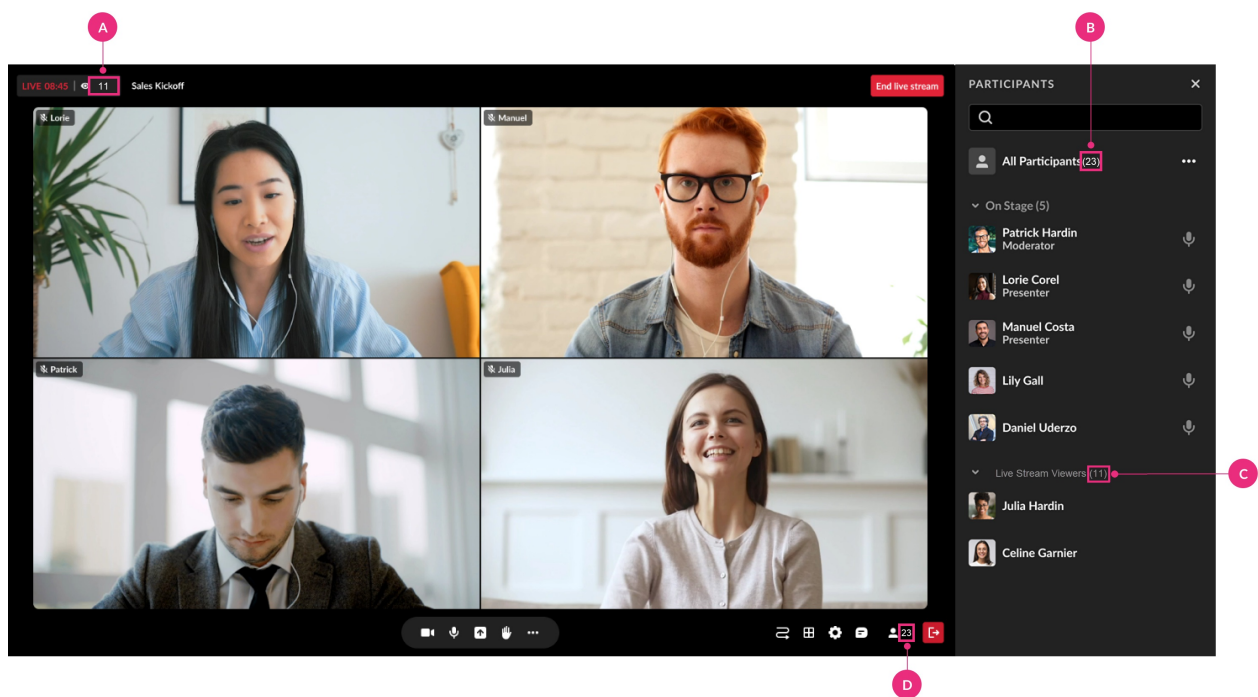 A
B
LIVE 08:45 | 11
Sales Kickoff
End live stream
PARTICIPANTS
Lorie
Manuel
All Participants (23)
On Stage (5)
Patrick Hardin
Moderator
Lorie Corel
Presenter
Manuel Costa
Presenter
Patrick
Julia
Lily Gall
Daniel Uderzo
Live Stream Viewers (11)
C
Julia Hardin
Celine Garnier
23
D